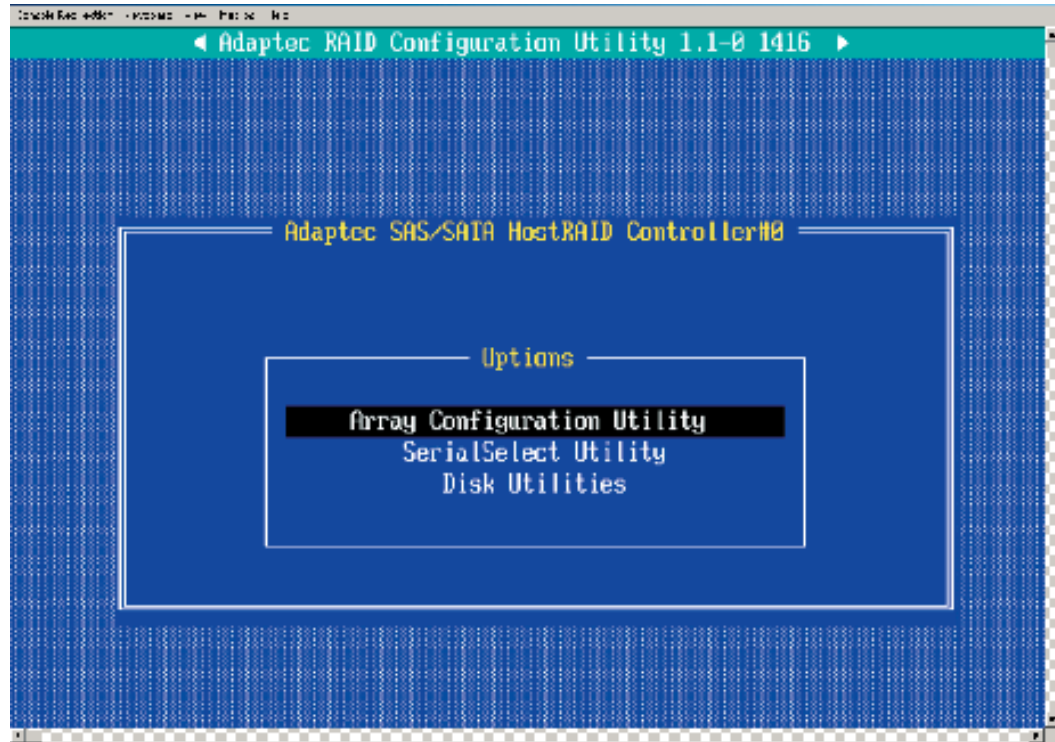 Adaptec RAID Configuration Utility 1.1-0 1416
Adaptec SAS/SATA HostRAID Controller#0
Options
Array Configuration Utility
SerialSelect Utility
Disk Utilities